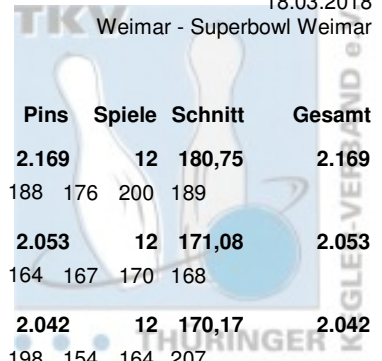 18.03.2018
Weimar - Superbowl Weimar
TKV
Pins Spiele Schnitt Gesamt
2.169 12 180,75 2.169
188 176 200 189
2.053 12 171,08 2.053
164 167 170 168
2.042 12 170,17 2.042
198 154 164 207
THÜRINGER
KEGLER-VERBAND e.V